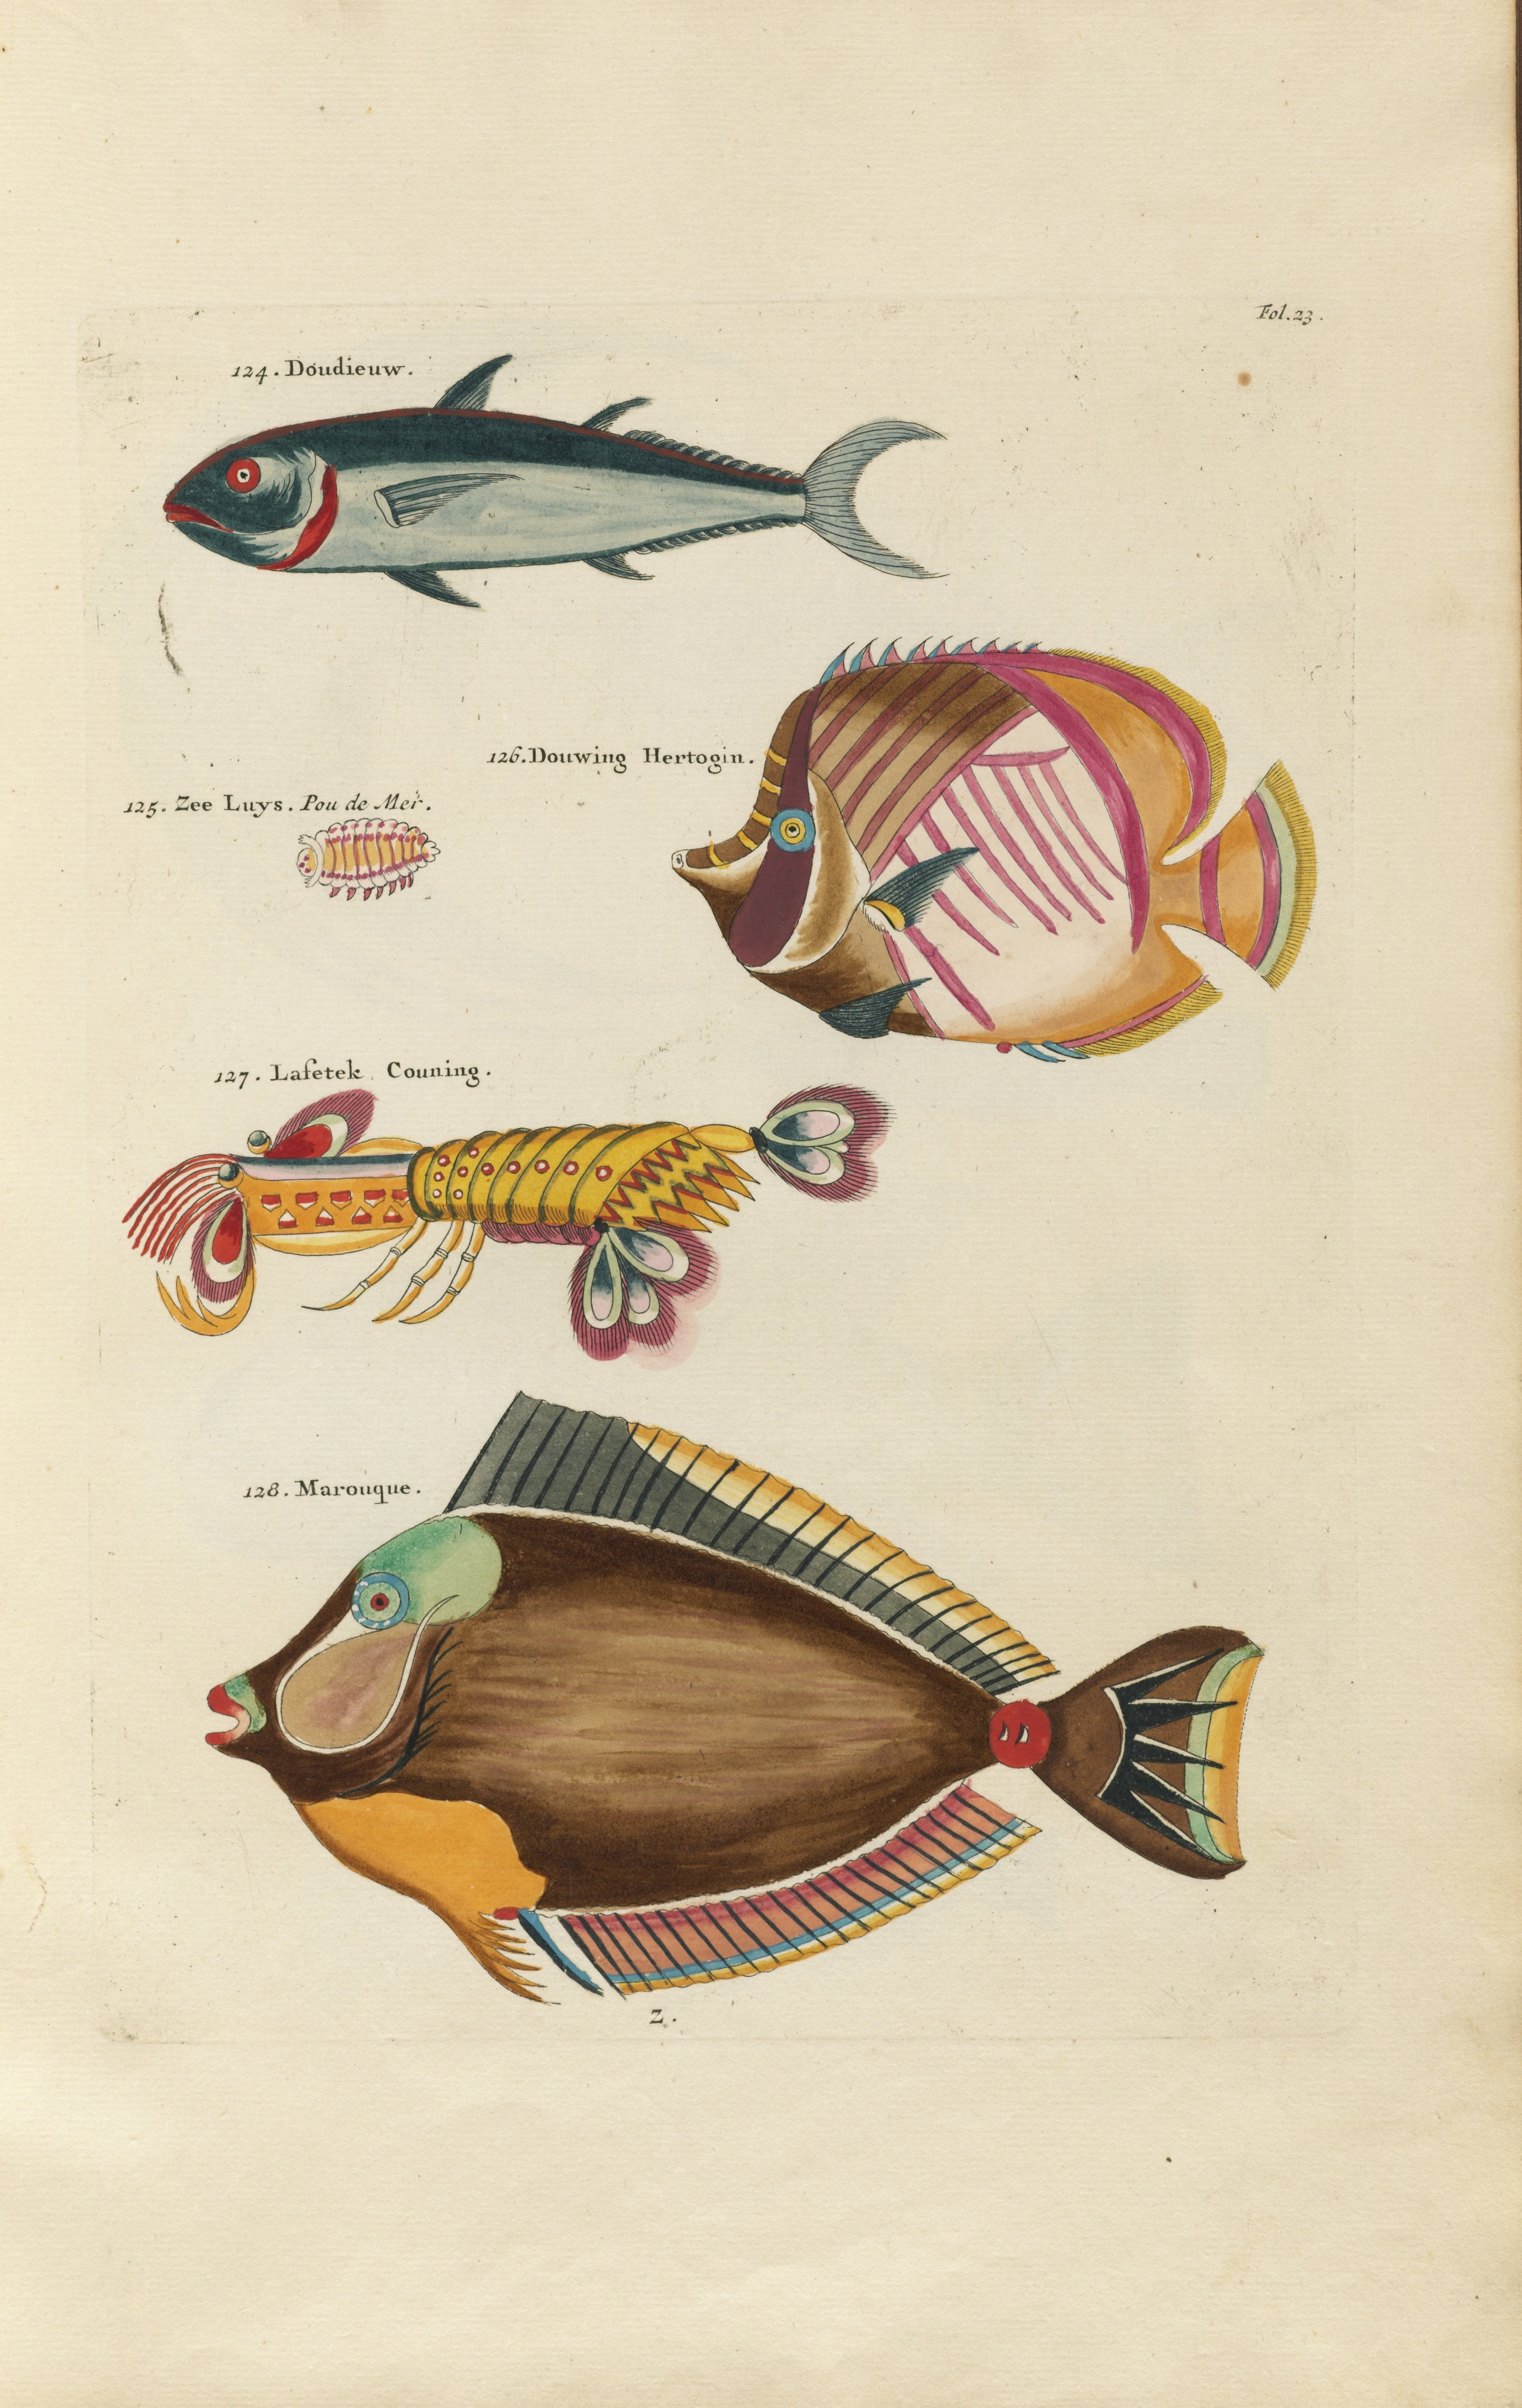 Fol. 23.
124. Doudieuw.
126. Douwing Hertogin.
125. Zee Luys. Pou de Mer.
127. Lafetek Couning.
128. Marouque.
Z.